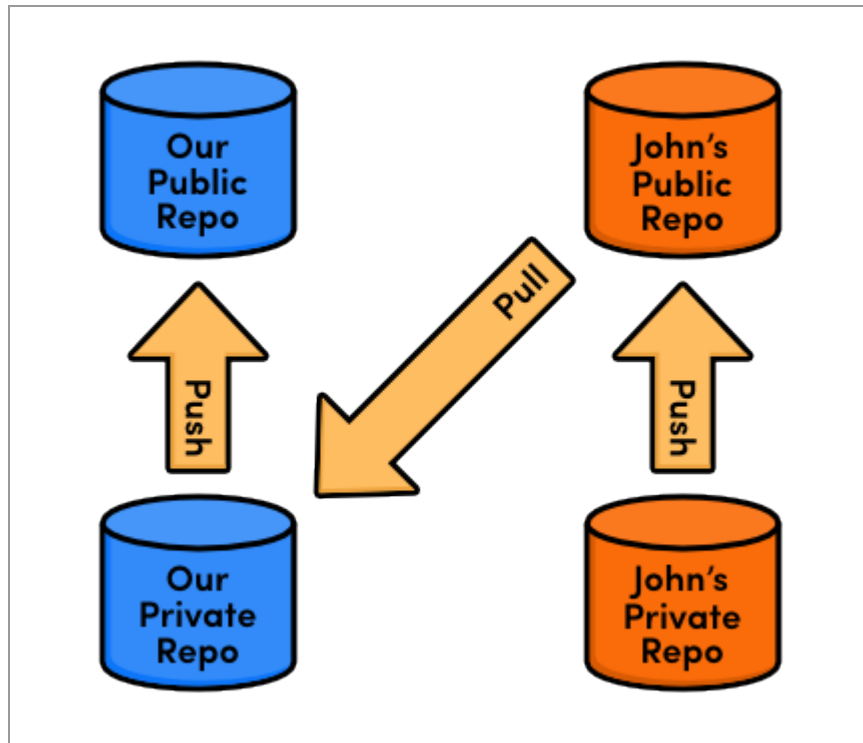 Our
Public
Repo
John's
Public
Repo
Pull
Push
Push
Our
Private
Repo
John's
Private
Repo